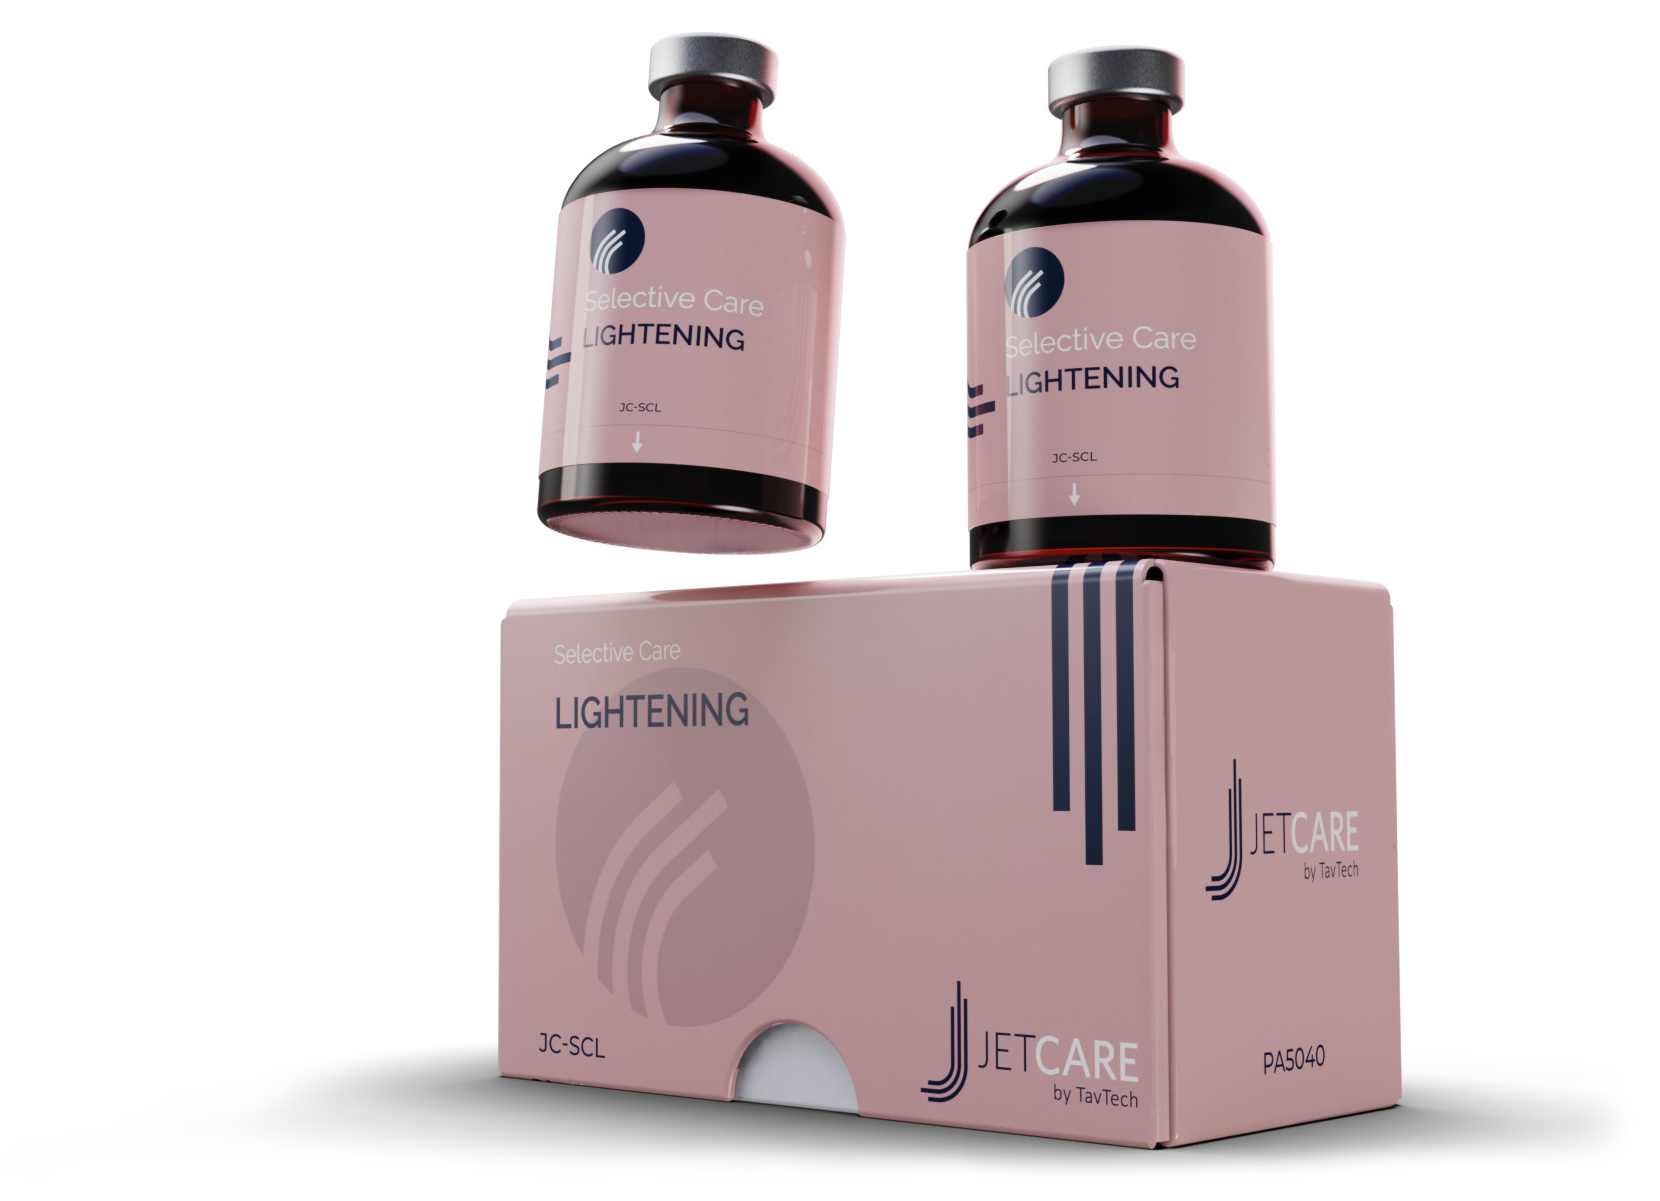 Selective Care
LIGHTENING
JC-SCL
Selective Care
LIGHTENING
JC-SCL
Selective Care
LIGHTENING
JC-SCL
JETCARE
by TavTech
JETCARE
by TavTech
PA5040